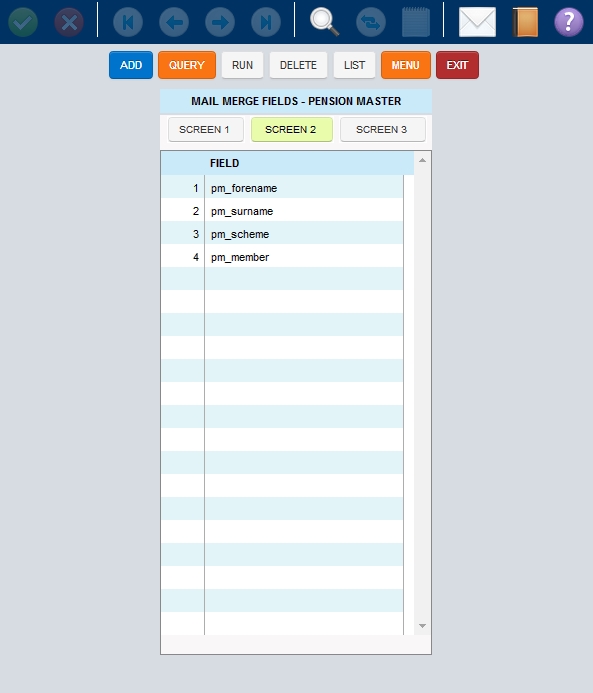 ?
ADD QUERY RUN DELETE LIST MENU EXIT
MAIL MERGE FIELDS - PENSION MASTER
SCREEN 1 SCREEN 2 SCREEN 3
FIELD
1 pm_forename
2 pm_surname
3 pm_scheme
4 pm_member